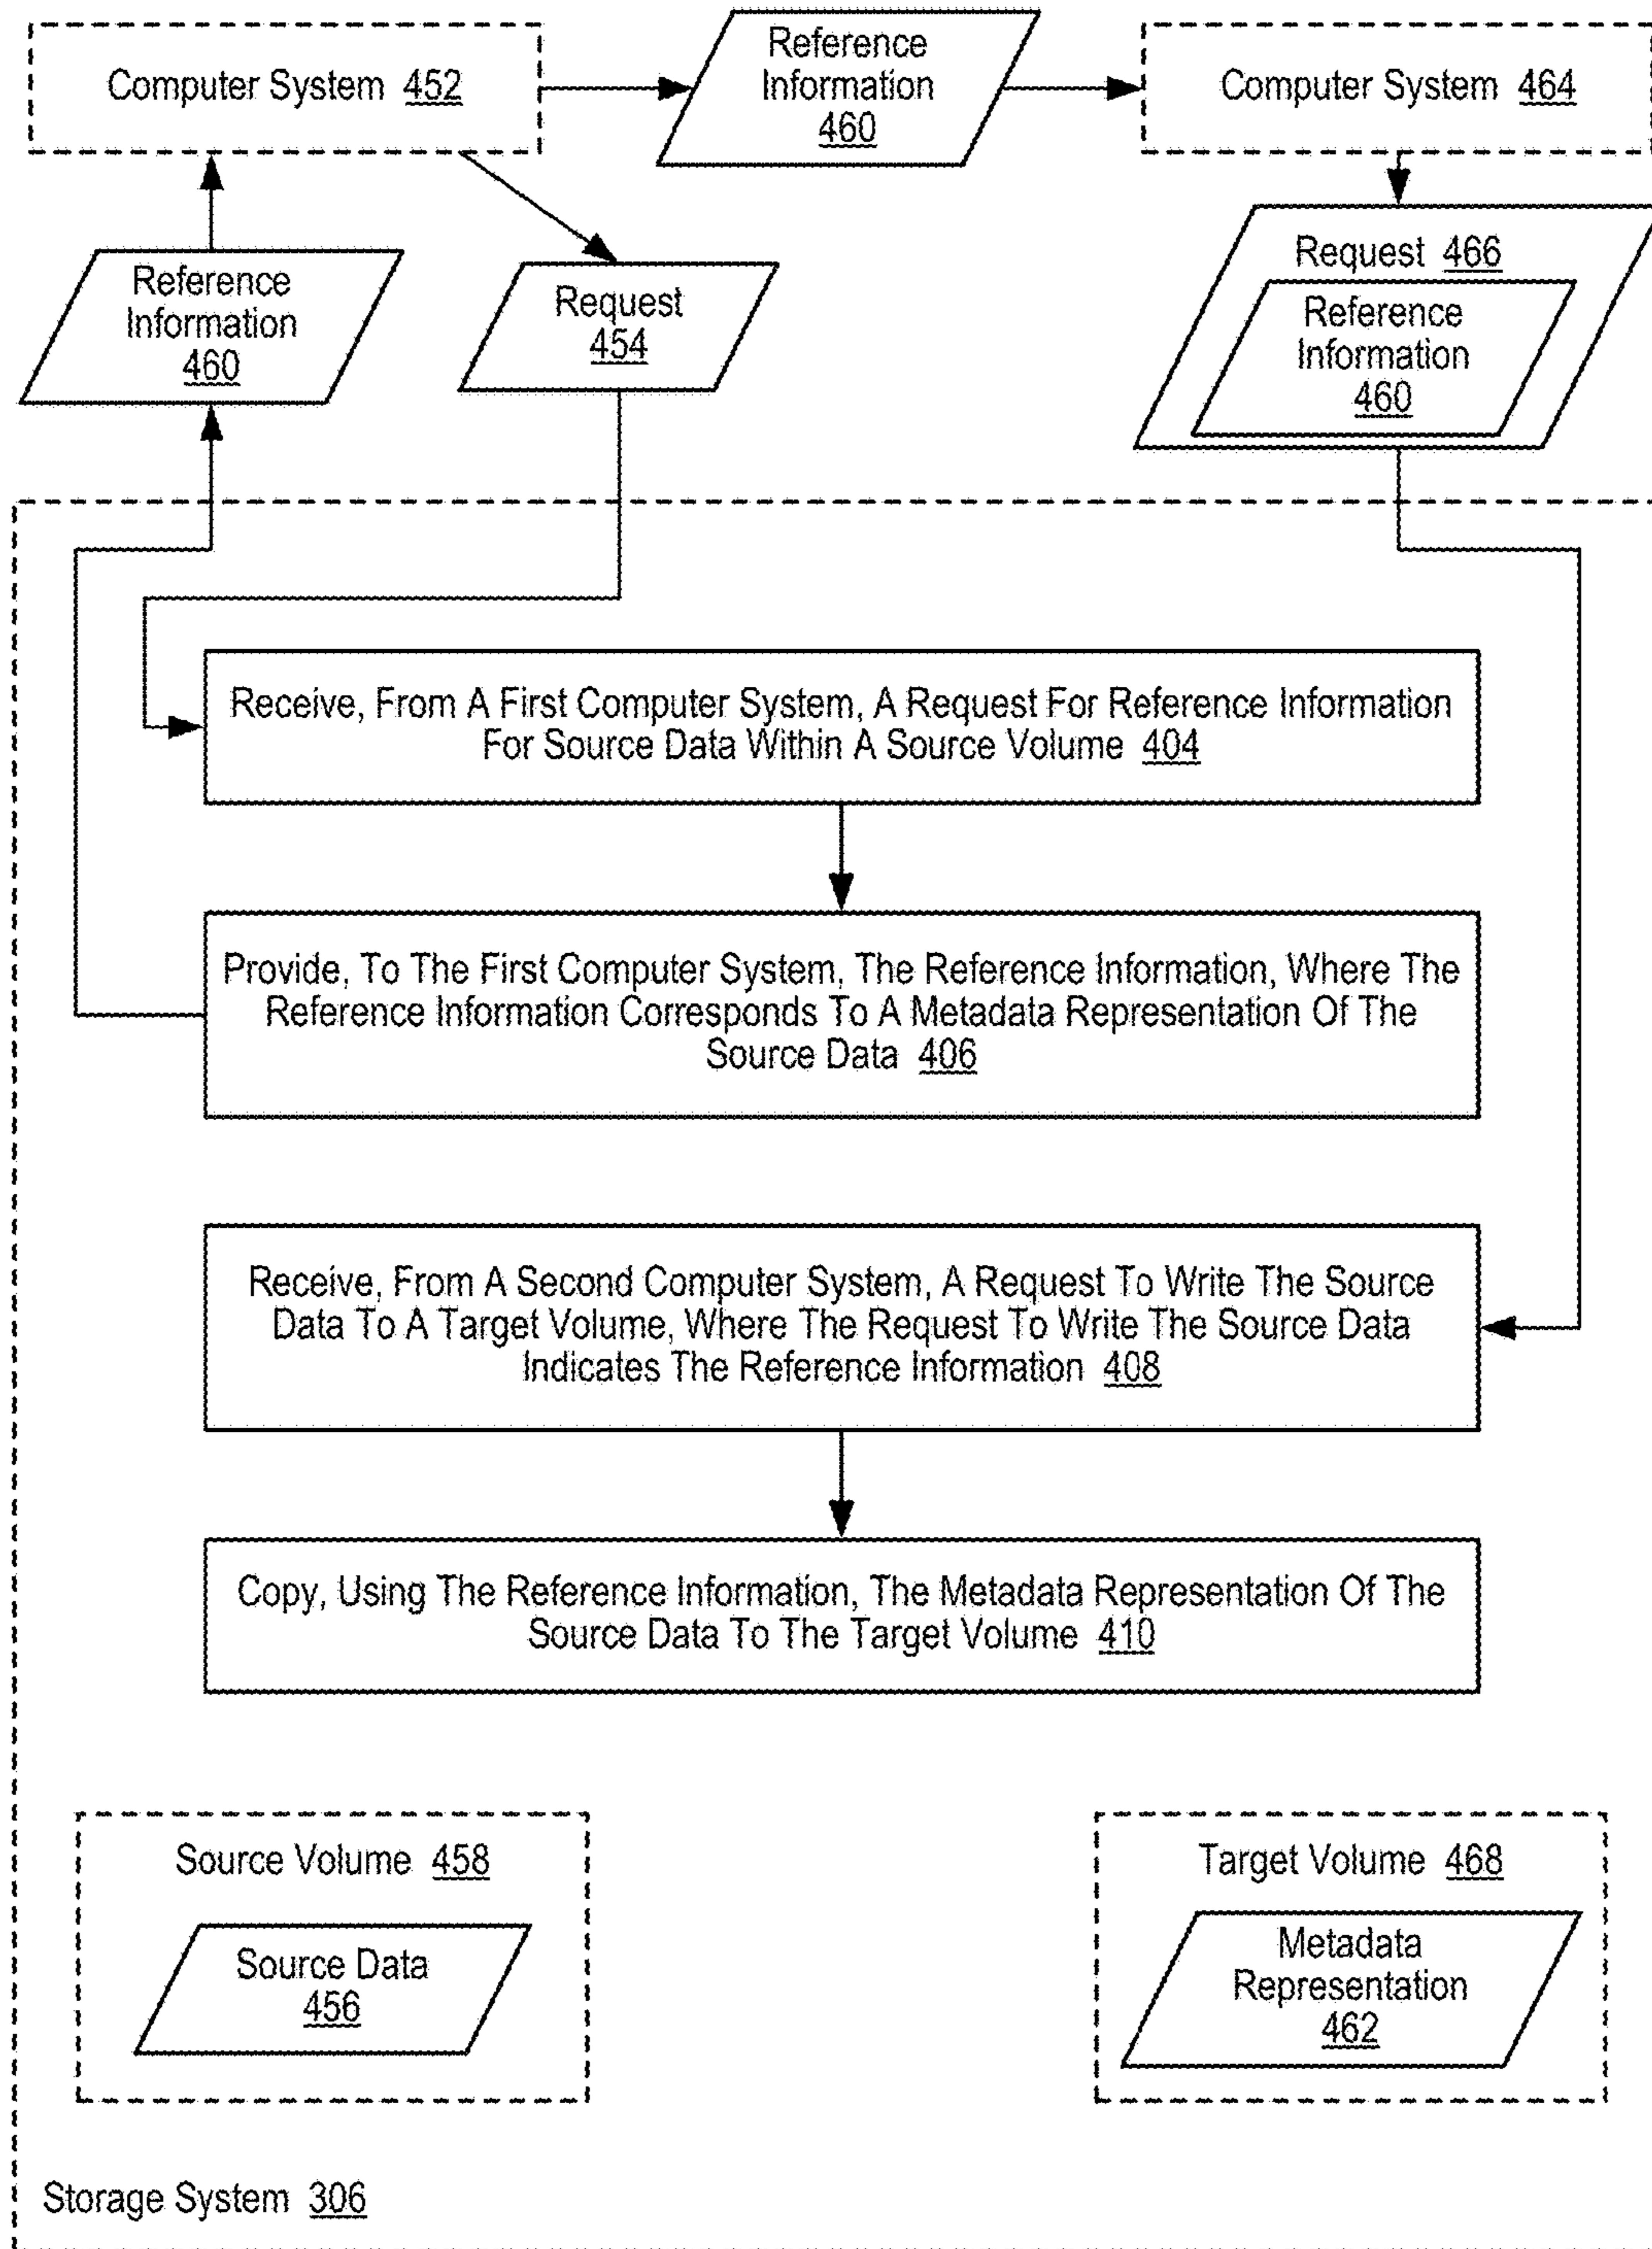 Computer System 452
Reference
Information
460
Computer System 464
Reference
Information
460
Request
454
Request 466
Reference
Information
460
Receive, From A First Computer System, A Request For Reference Information
For Source Data Within A Source Volume 404
Provide, To The First Computer System, The Reference Information, Where The
Reference Information Corresponds To A Metadata Representation Of The
Source Data 406
Receive, From A Second Computer System, A Request To Write The Source
Data To A Target Volume, Where The Request To Write The Source Data
Indicates The Reference Information 408
Copy, Using The Reference Information, The Metadata Representation Of The
Source Data To The Target Volume 410
Source Volume 458
Source Data
456
Target Volume 468
Metadata
Representation
462
Storage System 306